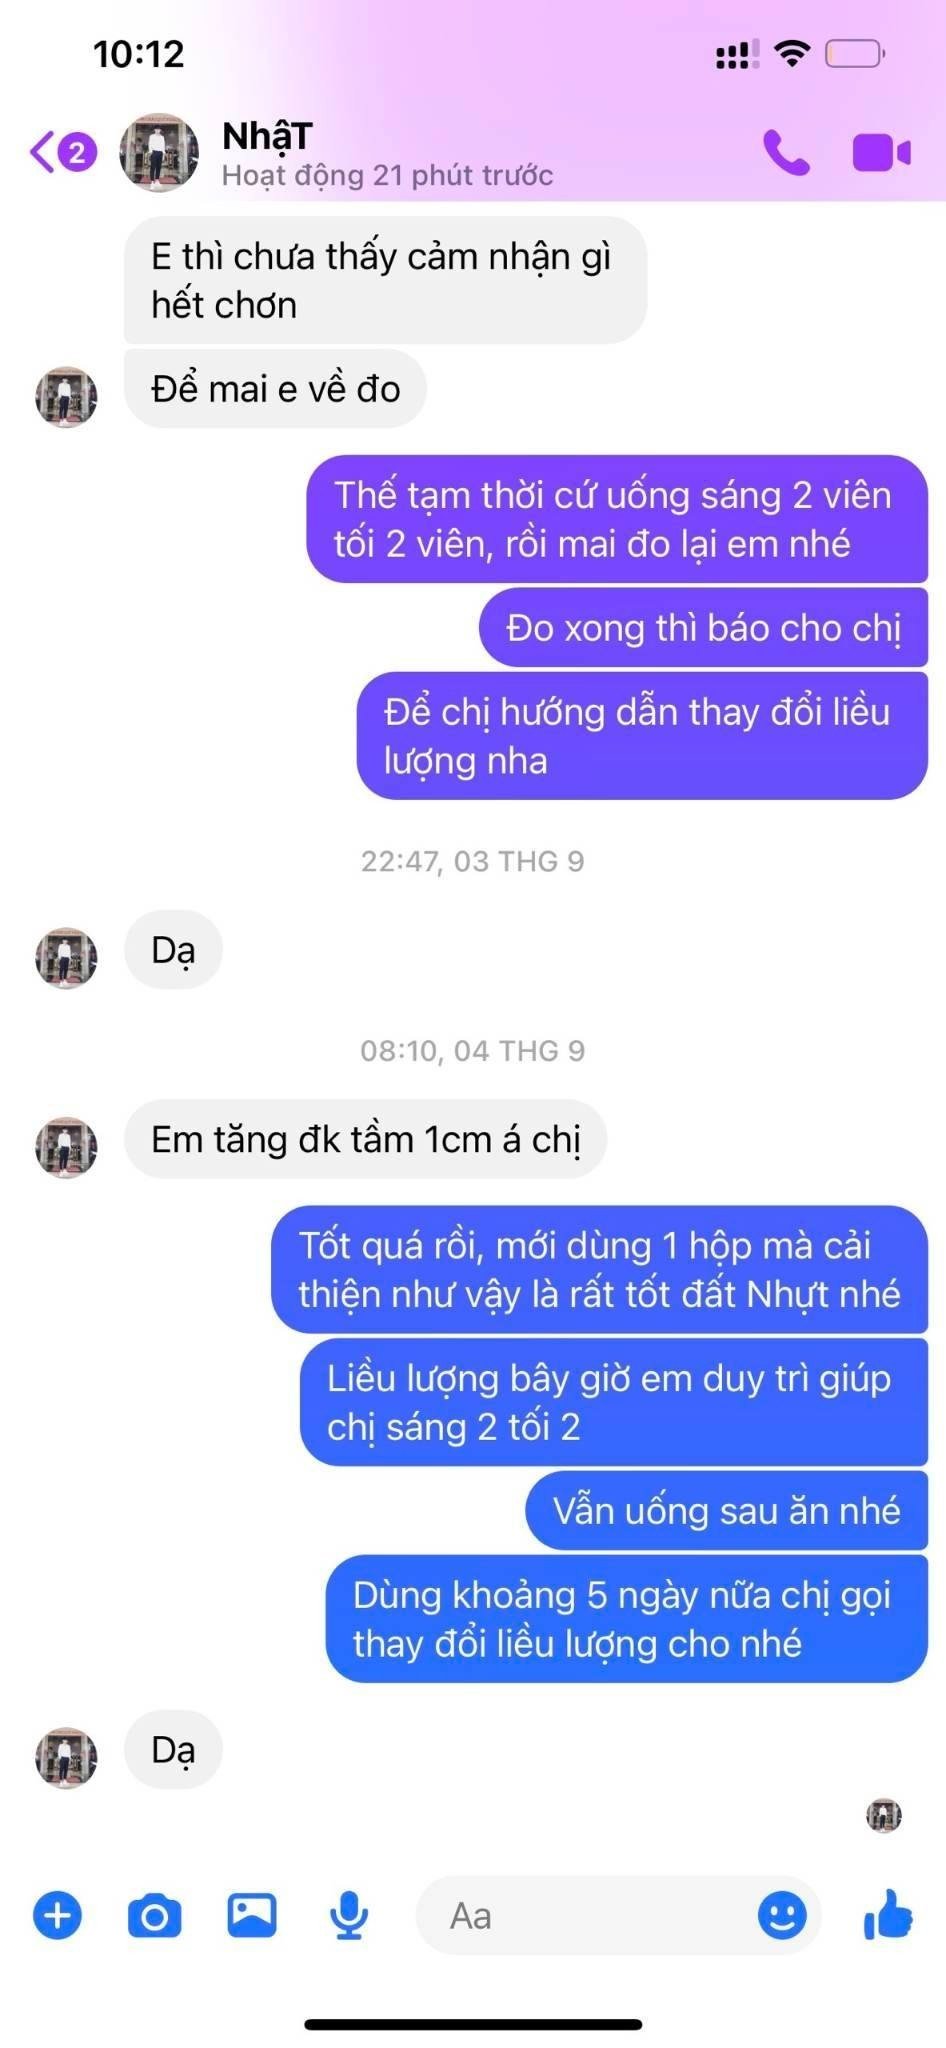 10:12
2
NhậT
Hoạt động 21 phút trước
E thì chưa thấy cảm nhận gì
hết chơn
Để mai e về đo
Thế tạm thời cứ uống sáng 2 viên
tối 2 viên, rồi mai đo lại em nhé
Đo xong thì báo cho chị
Để chị hướng dẫn thay đổi liều
lượng nha
22:47, 03 THG 9
Dạ
08:10, 04 THG 9
Em tăng đk tầm 1cm á chị
Tốt quá rồi, mới dùng 1 hộp mà cải
thiện như vậy là rất tốt đất Nhựt nhé
Liều lượng bây giờ em duy trì giúp
chị sáng 2 tối 2
Vẫn uống sau ăn nhé
Dùng khoảng 5 ngày nữa chị gọi
thay đổi liều lượng cho nhé
Dạ
Aa